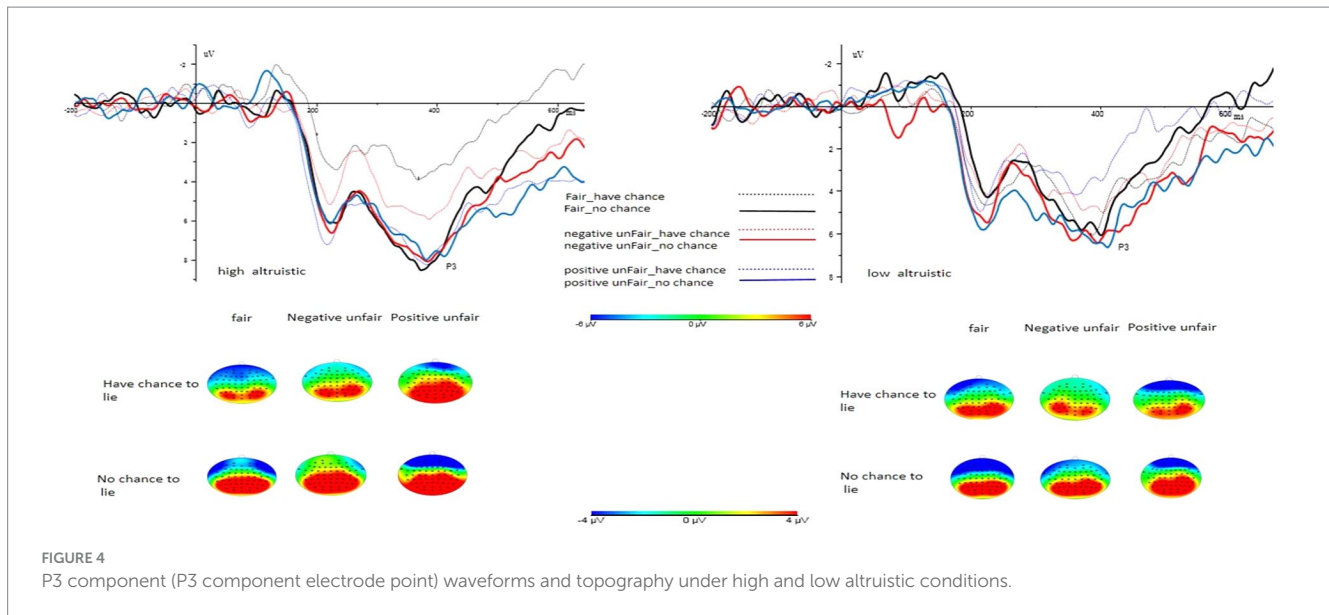 uV
-2
-200
200
400
600
ms
2
4
6
8
P3
high altruistic
Fair_have chance
Fair_no chance
negative unFair_have chance
negative unFair_no chance
positive unFair_have chance
positive unFair_no chance
uV
-2
-200
200
400
600
ms
2
4
6
8
P3
low altruistic
fair Negative unfair Positive unfair
Have chance to
lie
No chance to
lie
-6 µV 0 µV 6 µV
-4 µV 0 µV 4 µV
fair Negative unfair Positive unfair
Have chance to
lie
No chance to
lie
FIGURE 4
P3 component (P3 component electrode point) waveforms and topography under high and low altruistic conditions.